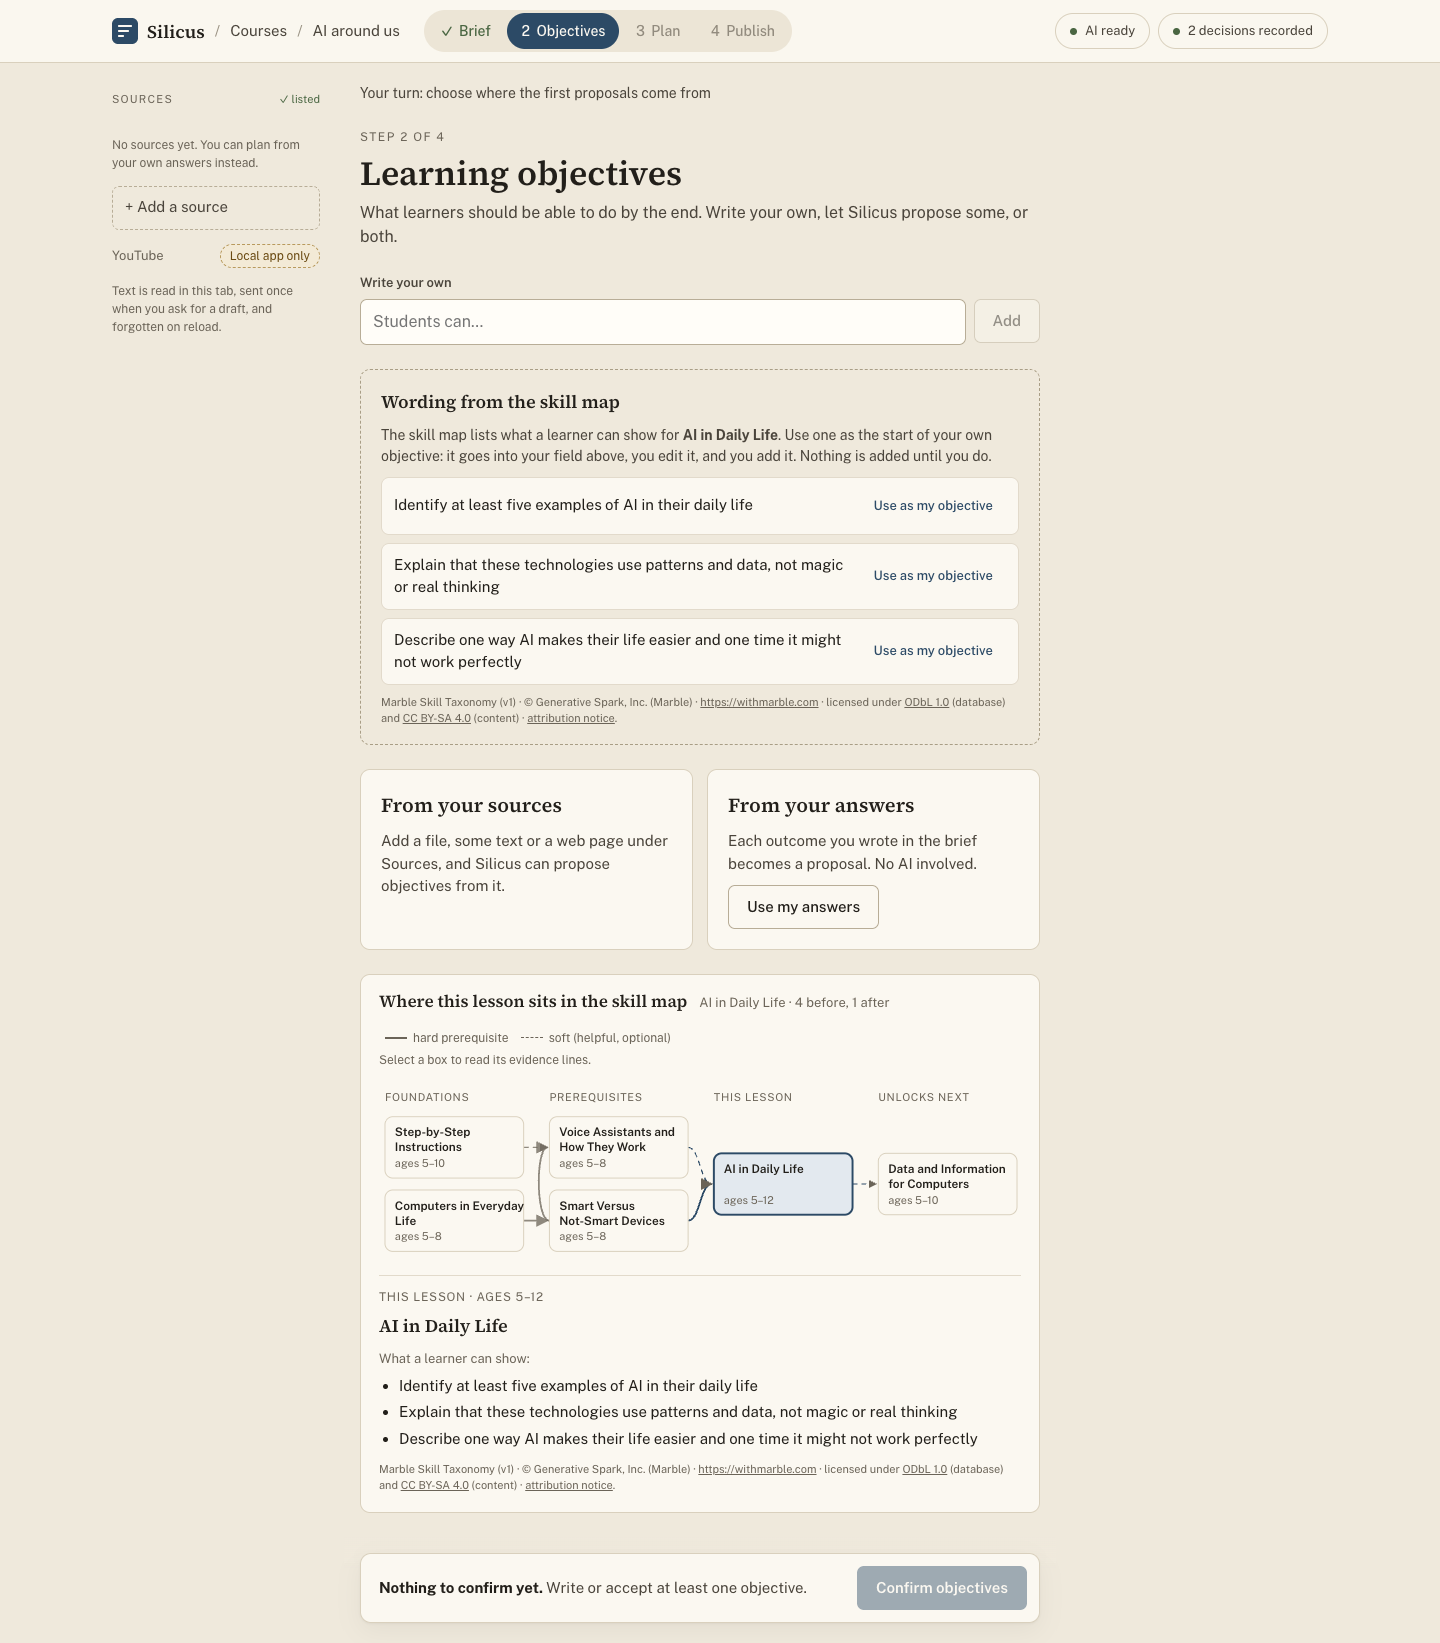 Silicus / Courses / AI around us
✓ Brief
2 Objectives
3 Plan
4 Publish
AI ready
2 decisions recorded
SOURCES
✓ listed
No sources yet. You can plan from
your own answers instead.
+ Add a source
YouTube
Local app only
Text is read in this tab, sent once
when you ask for a draft, and
forgotten on reload.
Your turn: choose where the first proposals come from
STEP 2 OF 4
Learning objectives
What learners should be able to do by the end. Write your own, let Silicus propose some, or
both.
Write your own
Students can...
Add
Wording from the skill map
The skill map lists what a learner can show for AI in Daily Life. Use one as the start of your own
objective: it goes into your field above, you edit it, and you add it. Nothing is added until you do.
Identify at least five examples of AI in their daily life
Use as my objective
Explain that these technologies use patterns and data, not magic
or real thinking
Use as my objective
Describe one way AI makes their life easier and one time it might
not work perfectly
Use as my objective
Marble Skill Taxonomy (v1) · © Generative Spark, Inc. (Marble) · https://withmarble.com · licensed under ODbL 1.0 (database)
and CC BY-SA 4.0 (content) · attribution notice.
From your sources
Add a file, some text or a web page under
Sources, and Silicus can propose
objectives from it.
From your answers
Each outcome you wrote in the brief
becomes a proposal. No AI involved.
Use my answers
Where this lesson sits in the skill map
AI in Daily Life · 4 before, 1 after
hard prerequisite
soft (helpful, optional)
Select a box to read its evidence lines.
FOUNDATIONS
PREREQUISITES
THIS LESSON
UNLOCKS NEXT
Step-by-Step
Instructions
ages 5–10
Computers in Everyday
Life
ages 5–8
Voice Assistants and
How They Work
ages 5–8
Smart Versus
Not-Smart Devices
ages 5–8
AI in Daily Life
ages 5–12
Data and Information
for Computers
ages 5–10
THIS LESSON · AGES 5–12
AI in Daily Life
What a learner can show:
• Identify at least five examples of AI in their daily life
• Explain that these technologies use patterns and data, not magic or real thinking
• Describe one way AI makes their life easier and one time it might not work perfectly
Marble Skill Taxonomy (v1) · © Generative Spark, Inc. (Marble) · https://withmarble.com · licensed under ODbL 1.0 (database)
and CC BY-SA 4.0 (content) · attribution notice.
Nothing to confirm yet. Write or accept at least one objective.
Confirm objectives